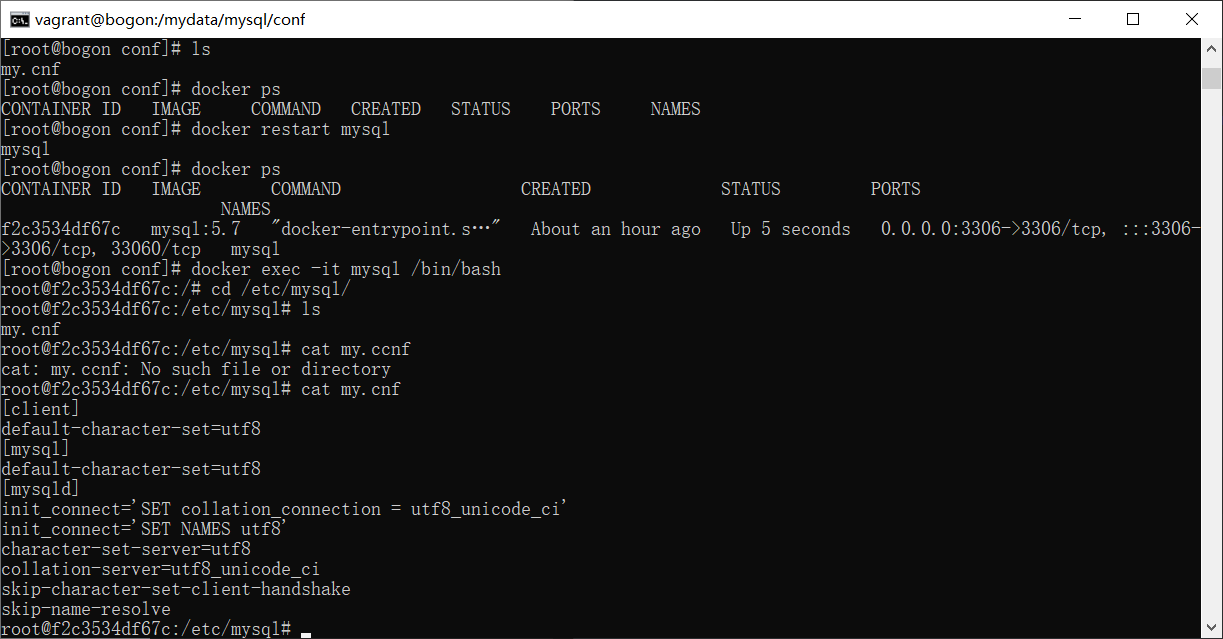 vagrant@bogon:/mydata/mysql/conf
[root@bogon conf]# ls
my.cnf
[root@bogon conf]# docker ps
CONTAINER ID   IMAGE     COMMAND   CREATED   STATUS    PORTS     NAMES
[root@bogon conf]# docker restart mysql
mysql
[root@bogon conf]# docker ps
CONTAINER ID   IMAGE       COMMAND                  CREATED             STATUS         PORTS
                      NAMES
f2c3534df67c   mysql:5.7   "docker-entrypoint.s…"   About an hour ago   Up 5 seconds   0.0.0.0:3306->3306/tcp, :::3306-
>3306/tcp, 33060/tcp   mysql
[root@bogon conf]# docker exec -it mysql /bin/bash
root@f2c3534df67c:/# cd /etc/mysql/
root@f2c3534df67c:/etc/mysql# ls
my.cnf
root@f2c3534df67c:/etc/mysql# cat my.ccnf
cat: my.ccnf: No such file or directory
root@f2c3534df67c:/etc/mysql# cat my.cnf
[client]
default-character-set=utf8
[mysql]
default-character-set=utf8
[mysqld]
init_connect='SET collation_connection = utf8_unicode_ci'
init_connect='SET NAMES utf8'
character-set-server=utf8
collation-server=utf8_unicode_ci
skip-character-set-client-handshake
skip-name-resolve
root@f2c3534df67c:/etc/mysql#